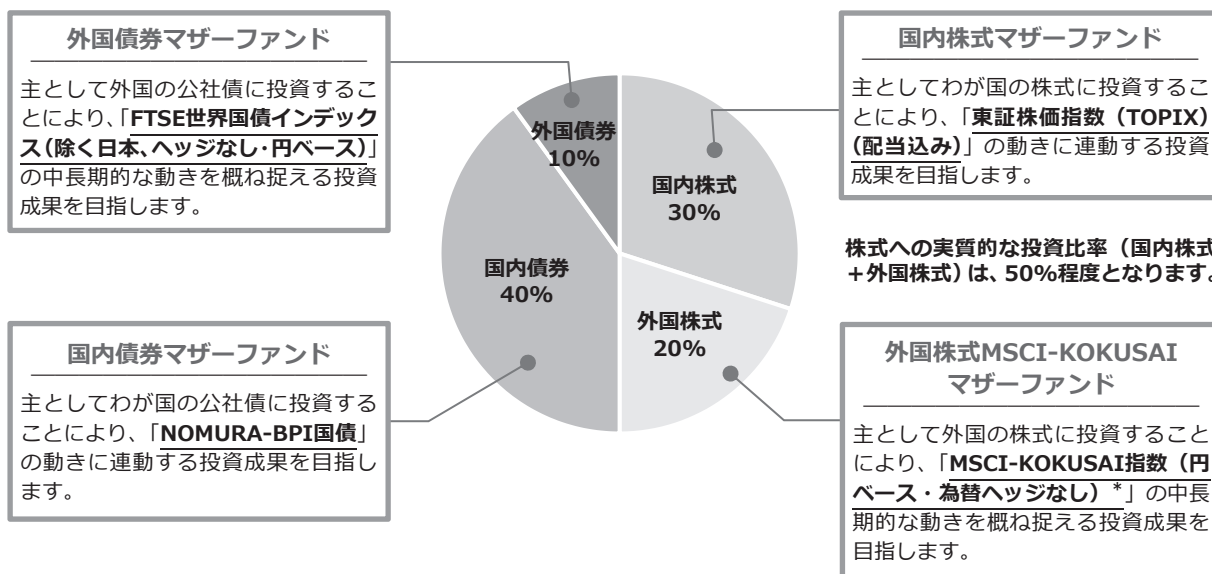 外国債券マザーファンド
主として外国の公社債に投資するこ
とにより、「FTSE世界国債インデック
ス(除く日本、ヘッジなし・円ベース)」
の中長期的な動きを概ね捉える投資
成果を目指します。
国内債券マザーファンド
主としてわが国の公社債に投資する
ことにより、「NOMURA-BPI国債」
の動きに連動する投資成果を目指し
ます。
外国債券
10%
国内株式
30%
国内債券
40%
外国株式
20%
国内株式マザーファンド
主としてわが国の株式に投資するこ
とにより、「東証株価指数(TOPIX)
(配当込み)」の動きに連動する投資
成果を目指します。
株式への実質的な投資比率(国内株式
+外国株式)は、50%程度となります。
外国株式MSCI-KOKUSAI
マザーファンド
主として外国の株式に投資すること
により、「MSCI-KOKUSAI指数(円
ベース・為替ヘッジなし)*」の中長
期的な動きを概ね捉える投資成果を
目指します。